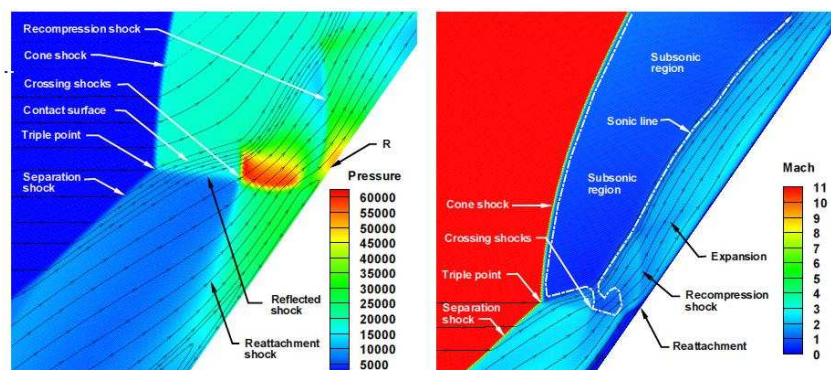 Recompression shock
Cone shock
Crossing shocks
Contact surface
Triple point
Separation
shock
R
Pressure
60000
55000
50000
45000
40000
35000
30000
25000
20000
15000
10000
5000
Reflected
shock
Reattachment
shock
Subsonic
region
Sonic line
Subsonic
region
Cone shock
Crossing shocks
Triple point
Separation
shock
Expansion
Recompression
shock
Reattachment
Mach
11
10
9
8
7
6
5
4
3
2
1
0